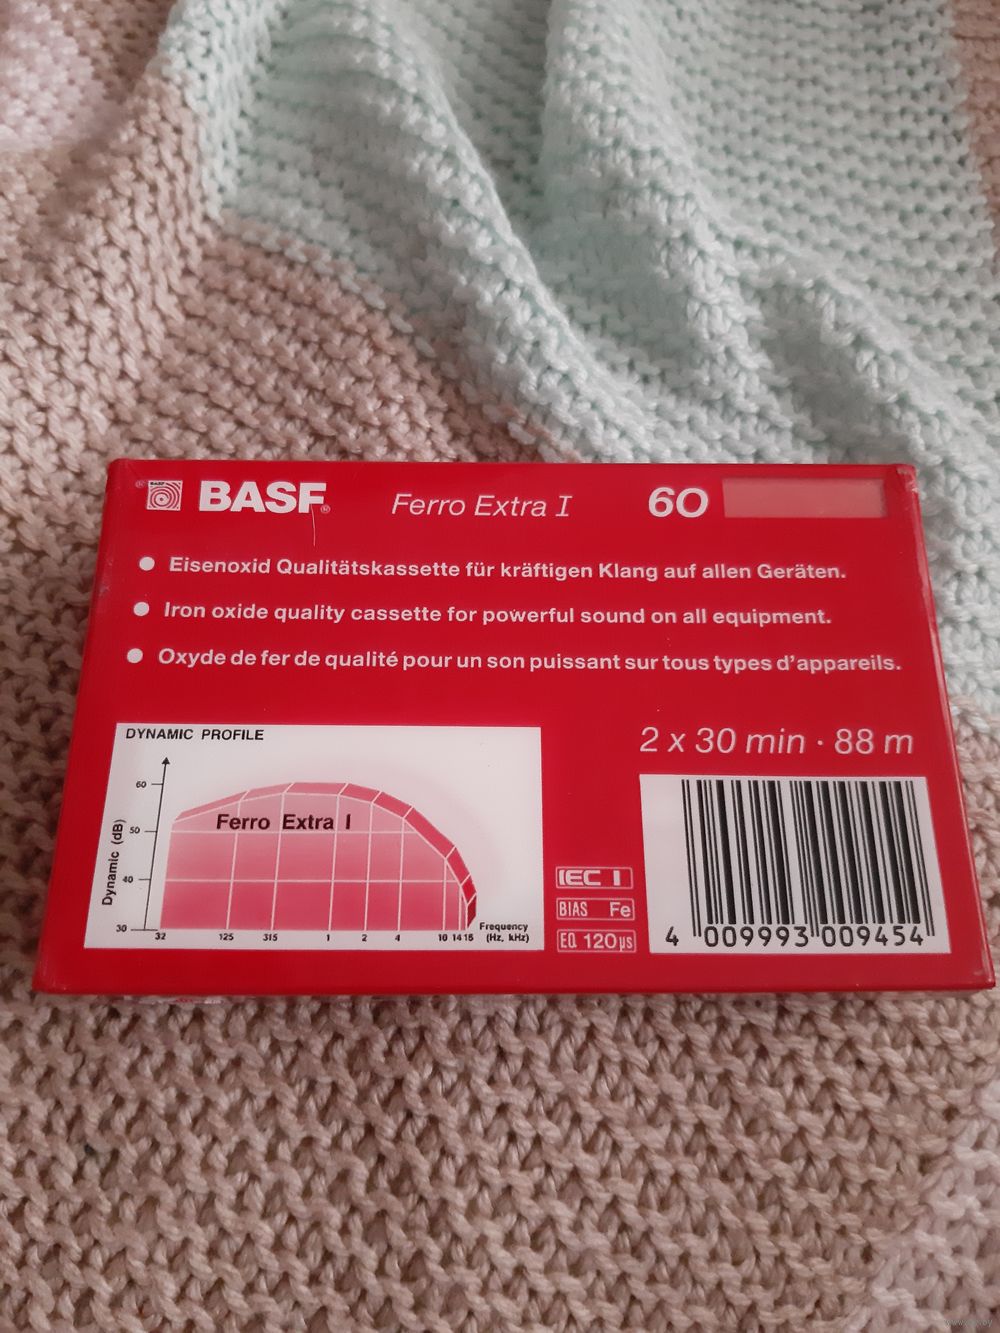 BASF ® BASF® Ferro Extra I 60
Eisenoxid Qualitätskassette für kräftigen Klang auf allen Geräten.
Iron oxide quality cassette for powerful sound on all equipment.
Oxyde de fer de qualité pour un son puissant sur tous types d'appareils.
2 x 30 min · 88 m
DYNAMIC PROFILE
Dynamic (dB)
60
50
40
30
Ferro Extra I
32 125 315 1 2 4 10 14 15
Frequency
(Hz, kHz)
IEC I
BIAS Fe
EQ 120µs
4 009993 009454